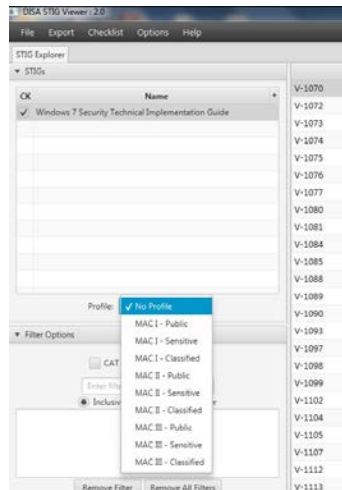 DISA STIG Viewer : 2.0
File Export Checklist Options Help
STIG Explorer
▼ STIGs
CK Name +
✓ Windows 7 Security Technical Implementation Guide
Profile: ✓ No Profile
MAC I - Public
MAC I - Sensitive
MAC I - Classified
MAC II - Public
MAC II - Sensitive
MAC II - Classified
MAC III - Public
MAC III - Sensitive
MAC III - Classified
▼ Filter Options
CAT
Enter
Inclusiv
Remove Filter Remove All Filters
V-1070
V-1072
V-1073
V-1074
V-1075
V-1076
V-1077
V-1080
V-1081
V-1084
V-1085
V-1088
V-1089
V-1090
V-1093
V-1097
V-1098
V-1099
V-1102
V-1104
V-1105
V-1107
V-1112
V-1113